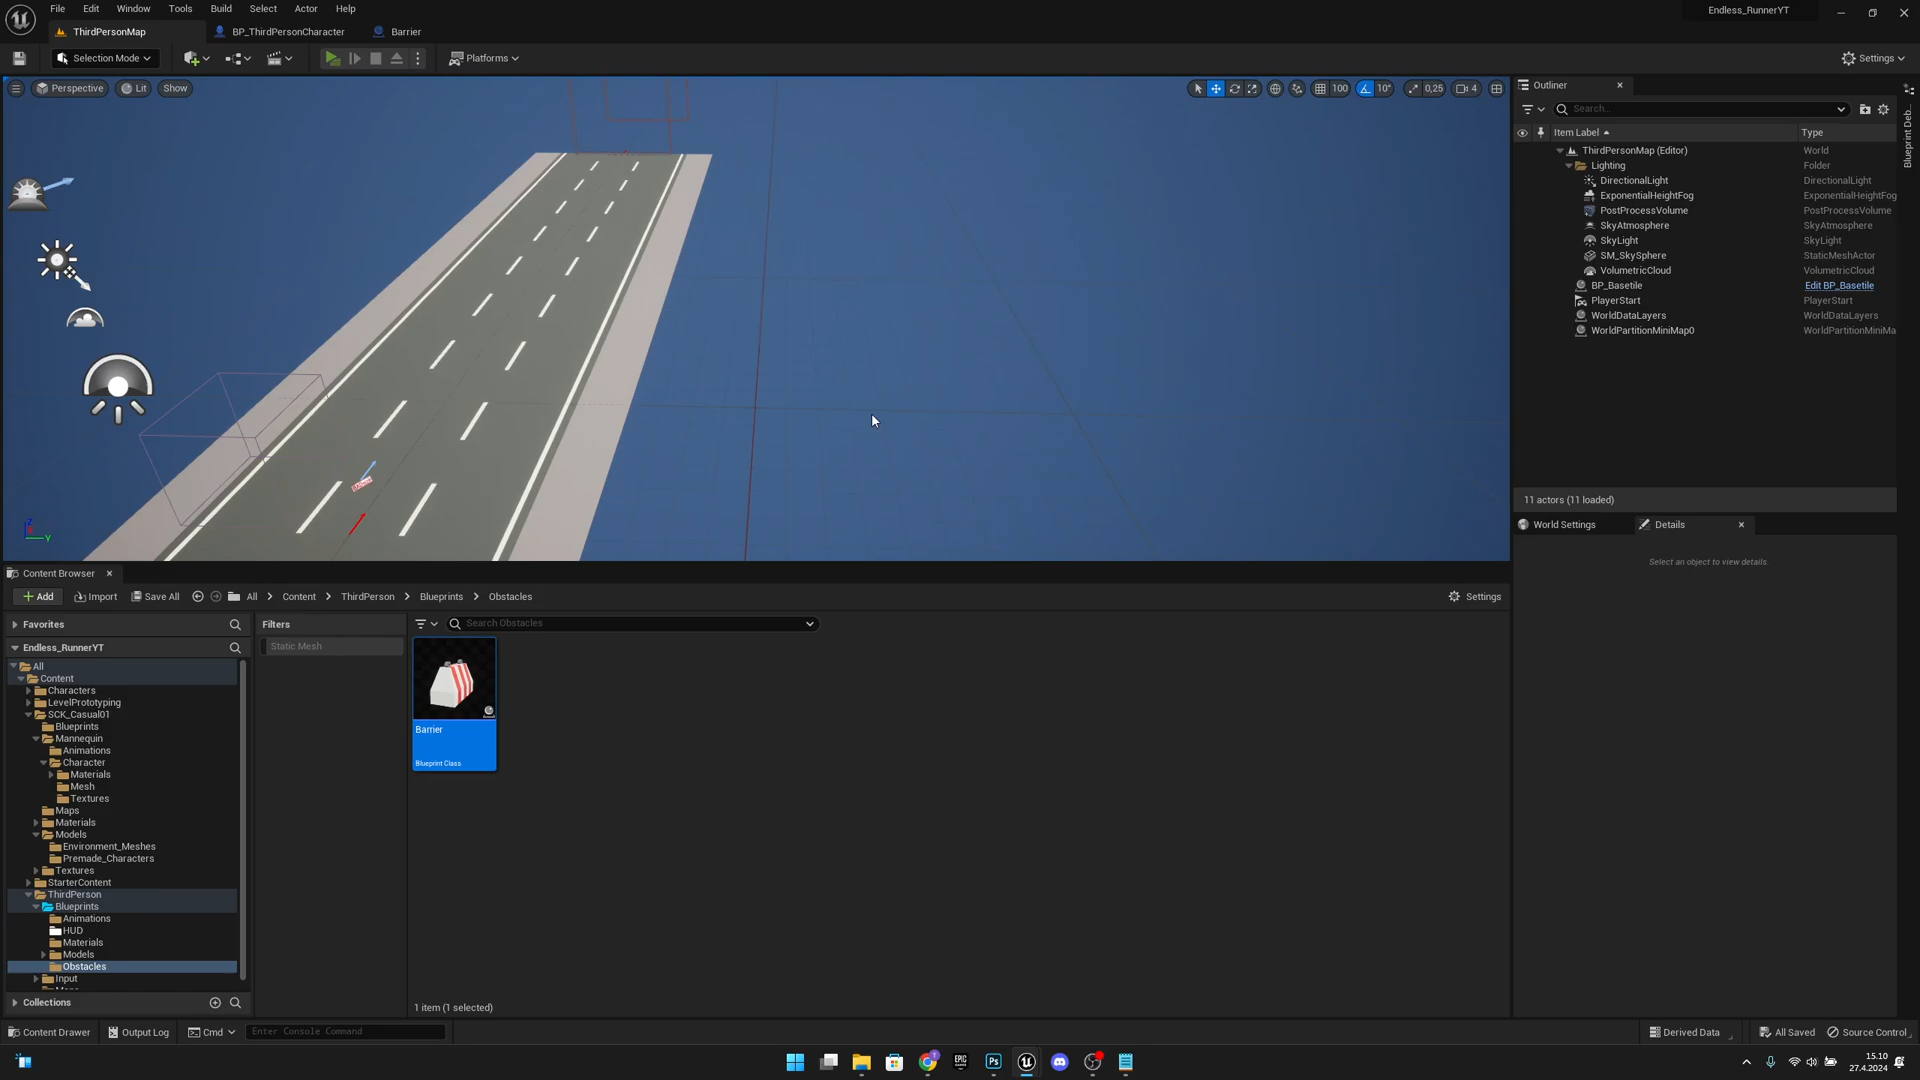 File Edit Window Tools Build Select Actor Help
Endless_RunnerYT
ThirdPersonMap BP_ThirdPersonCharacter Barrier
Selection Mode Platforms Settings
Perspective Lit Show 100 10° 0,25 4
Outliner
Search...
Item Label Type
ThirdPersonMap (Editor) World
Lighting Folder
DirectionalLight DirectionalLight
ExponentialHeightFog ExponentialHeightFog
PostProcessVolume PostProcessVolume
SkyAtmosphere SkyAtmosphere
SkyLight SkyLight
SM_SkySphere StaticMeshActor
VolumetricCloud VolumetricCloud
BP_Basetile Edit BP_Basetile
PlayerStart PlayerStart
WorldDataLayers WorldDataLayers
WorldPartitionMiniMap0 WorldPartitionMiniMa
Blueprint Deb...
11 actors (11 loaded)
World Settings Details
Select an object to view details.
Z
Y
Content Browser
Add Import Save All All Content ThirdPerson Blueprints Obstacles Settings
Favorites
Filters
Search Obstacles
Static Mesh
Endless_RunnerYT
All
Content
Characters
LevelPrototyping
SCK_Casual01
Blueprints
Mannequin
Animations
Character
Materials
Mesh
Textures
Maps
Materials
Models
Environment_Meshes
Premade_Characters
Textures
StarterContent
ThirdPerson
Blueprints
Animations
HUD
Materials
Models
Obstacles
Input
Barrier
Blueprint Class
Collections
1 item (1 selected)
Content Drawer Output Log Cmd Enter Console Command Derived Data All Saved Source Control
EPIC
Ps
15.10
27.4.2024